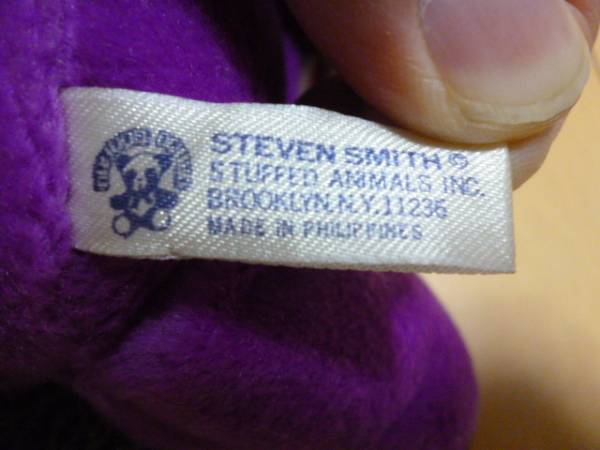 STEVEN SMITH ©
STUFFED ANIMALS INC.
BROOKLYN. N.Y. 11236
MADE IN PHILIPPINES